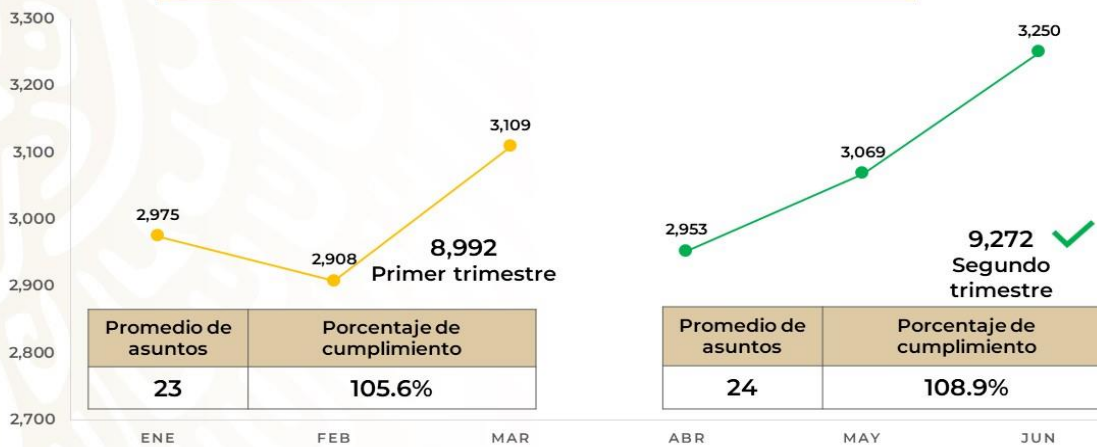 3,300
3,200
3,100
3,000
2,900
2,800
2,700
2,975
2,908
3,109
8,992
Primer trimestre
Promedio de asuntos
Porcentaje de cumplimiento
23
105.6%
2,953
3,069
3,250
9,272
Segundo
trimestre
Promedio de asuntos
Porcentaje de cumplimiento
24
108.9%
ENE FEB MAR ABR MAY JUN